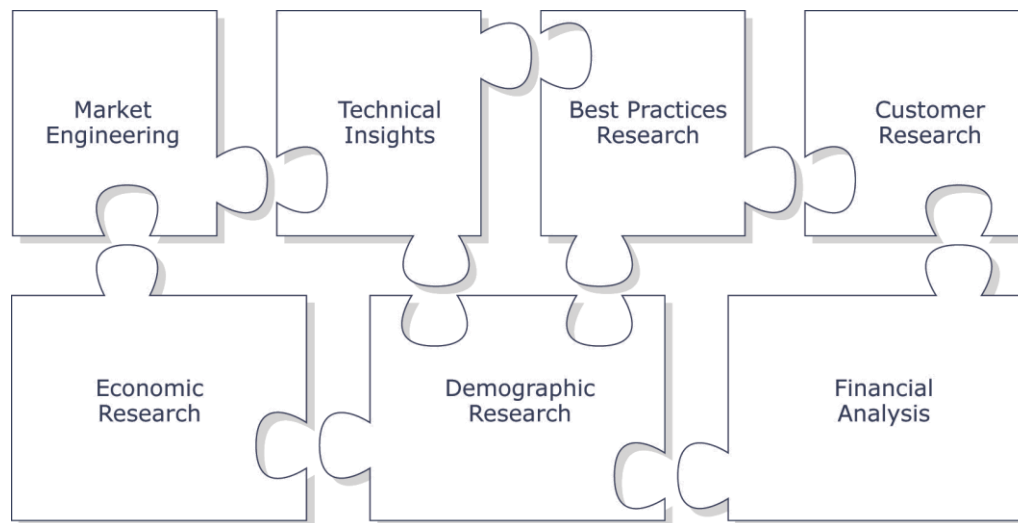 Market
Engineering
Technical
Insights
Best Practices
Research
Customer
Research
Economic
Research
Demographic
Research
Financial
Analysis